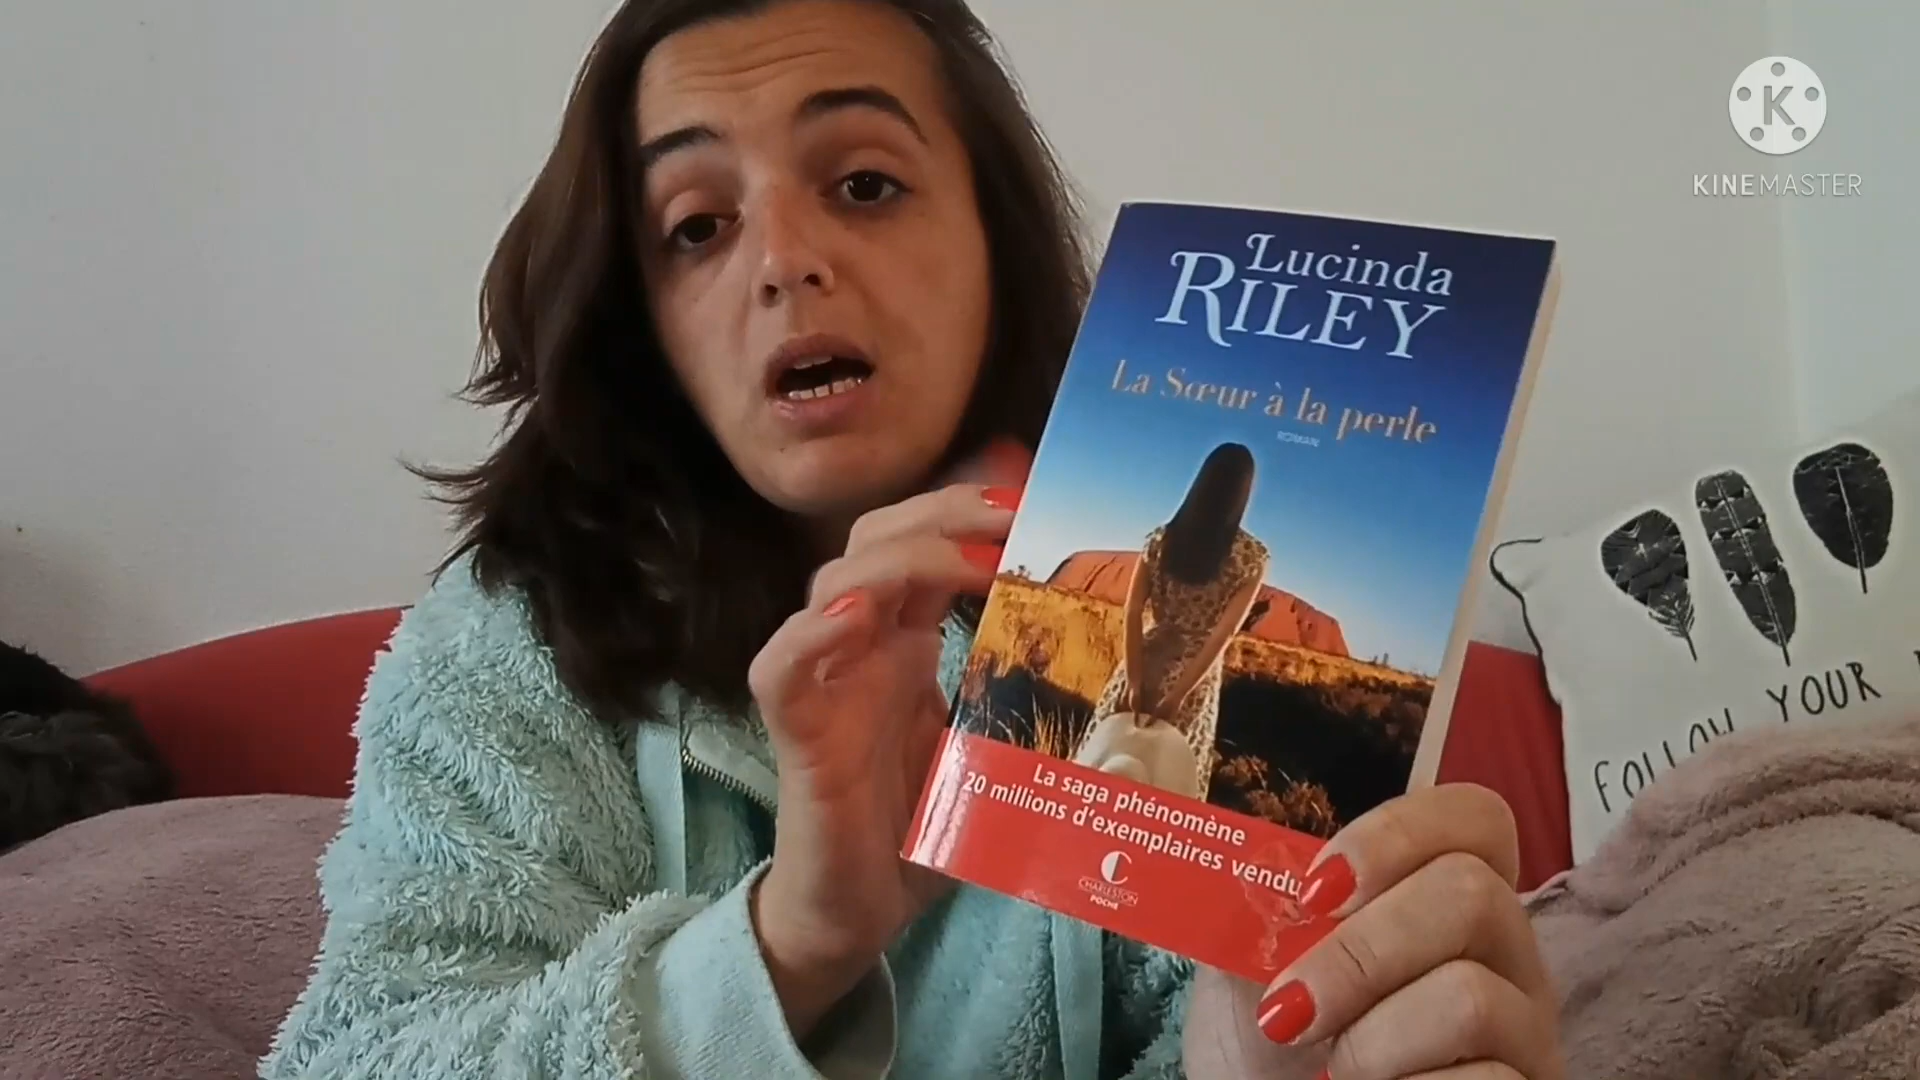 KINEMASTER
Lucinda
RILEY
La Sœur à la perle
ROMAN
La saga phénomène
20 millions d'exemplaires vendu
CHARLESTON
POCHE
FOLLOW YOUR